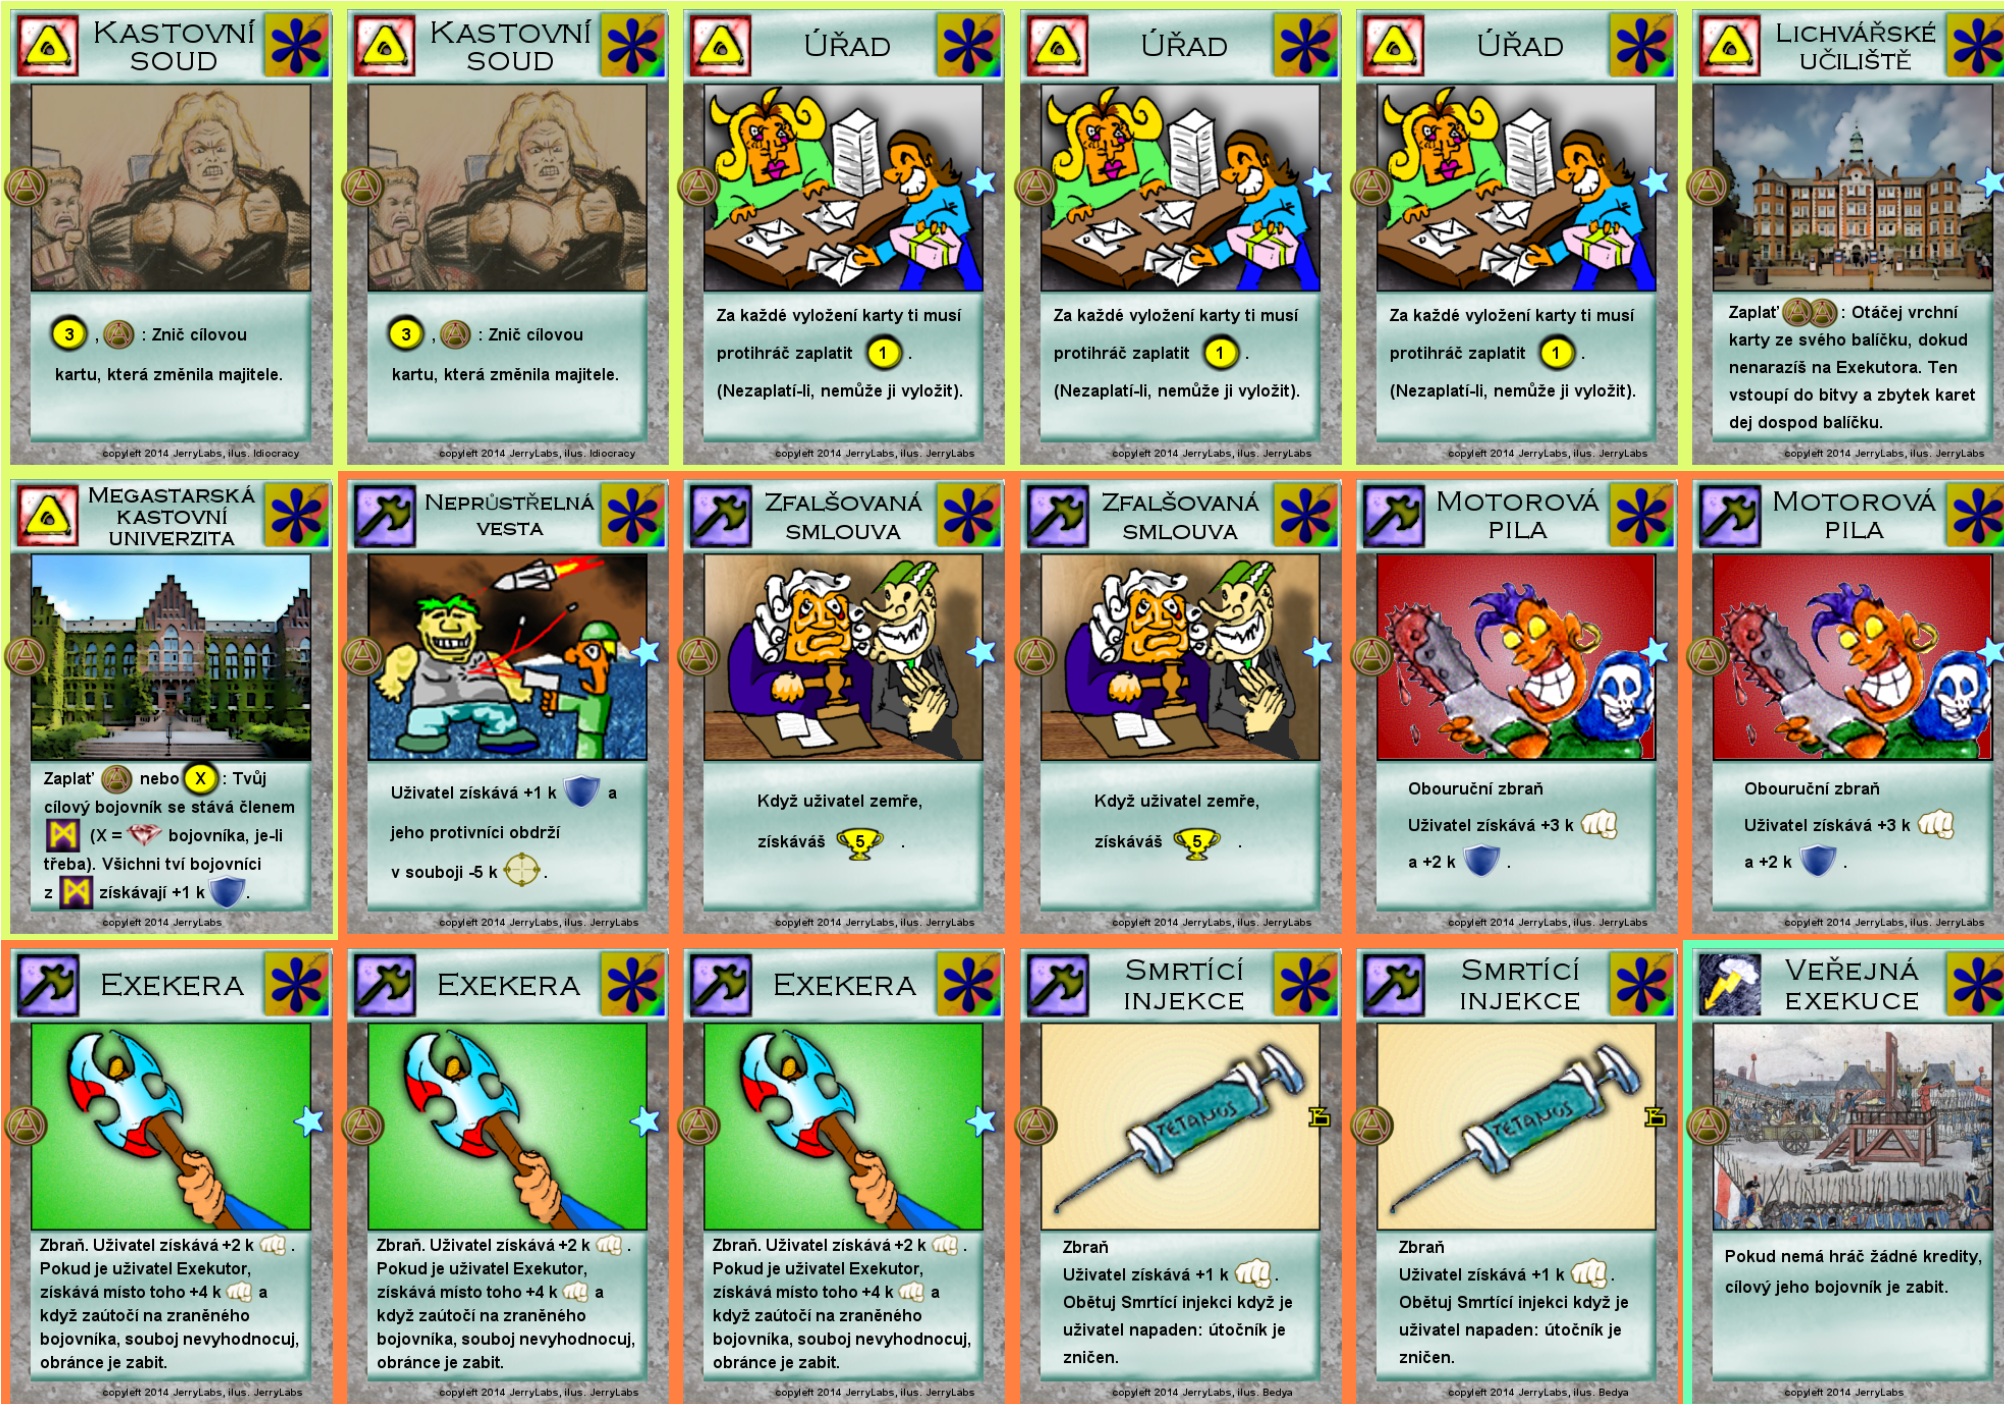 KASTOVNÍ
SOUD
3 , : Znič cílovou
kartu, která změnila majitele.
copyleft 2014 JerryLabs, ilus. Idiocracy
KASTOVNÍ
SOUD
3 , : Znič cílovou
kartu, která změnila majitele.
copyleft 2014 JerryLabs, ilus. Idiocracy
ÚŘAD
Za každé vyložení karty ti musí
protihráč zaplatit 1 .
(Nezaplatí-li, nemůže ji vyložit).
copyleft 2014 JerryLabs, ilus. JerryLabs
ÚŘAD
Za každé vyložení karty ti musí
protihráč zaplatit 1 .
(Nezaplatí-li, nemůže ji vyložit).
copyleft 2014 JerryLabs, ilus. JerryLabs
ÚŘAD
Za každé vyložení karty ti musí
protihráč zaplatit 1 .
(Nezaplatí-li, nemůže ji vyložit).
copyleft 2014 JerryLabs, ilus. JerryLabs
LICHVÁŘSKÉ
UČILIŠTĚ
Zaplať : Otáčej vrchní
karty ze svého balíčku, dokud
nenarazíš na Exekutora. Ten
vstoupí do bitvy a zbytek karet
dej dospod balíčku.
copyleft 2014 JerryLabs, ilus. JerryLabs
MEGASTARSKÁ
KASTOVNÍ
UNIVERZITA
Zaplať nebo X : Tvůj
cílový bojovník se stává členem
(X = bojovníka, je-li
třeba). Všichni tví bojovníci
z získávají +1 k .
copyleft 2014 JerryLabs
NEPRŮSTŘELNÁ
VESTA
Uživatel získává +1 k a
jeho protivníci obdrží
v souboji -5 k .
copyleft 2014 JerryLabs, ilus. JerryLabs
ZFALŠOVANÁ
SMLOUVA
Když uživatel zemře,
získáváš 5 .
copyleft 2014 JerryLabs, ilus. JerryLabs
ZFALŠOVANÁ
SMLOUVA
Když uživatel zemře,
získáváš 5 .
copyleft 2014 JerryLabs, ilus. JerryLabs
MOTOROVÁ
PILA
Obouruční zbraň
Uživatel získává +3 k
a +2 k .
copyleft 2014 JerryLabs, ilus. JerryLabs
MOTOROVÁ
PILA
Obouruční zbraň
Uživatel získává +3 k
a +2 k .
copyleft 2014 JerryLabs, ilus. JerryLabs
EXEKERA
Zbraň. Uživatel získává +2 k .
Pokud je uživatel Exekutor,
získává místo toho +4 k a
když zaútočí na zraněného
bojovníka, souboj nevyhodnocuj,
obránce je zabit.
copyleft 2014 JerryLabs, ilus. JerryLabs
EXEKERA
Zbraň. Uživatel získává +2 k .
Pokud je uživatel Exekutor,
získává místo toho +4 k a
když zaútočí na zraněného
bojovníka, souboj nevyhodnocuj,
obránce je zabit.
copyleft 2014 JerryLabs, ilus. JerryLabs
EXEKERA
Zbraň. Uživatel získává +2 k .
Pokud je uživatel Exekutor,
získává místo toho +4 k a
když zaútočí na zraněného
bojovníka, souboj nevyhodnocuj,
obránce je zabit.
copyleft 2014 JerryLabs, ilus. JerryLabs
SMRTÍCÍ
INJEKCE
TETANUS
Zbraň
Uživatel získává +1 k .
Obětuj Smrtící injekci když je
uživatel napaden: útočník je
zničen.
copyleft 2014 JerryLabs, ilus. Bedya
SMRTÍCÍ
INJEKCE
TETANUS
Zbraň
Uživatel získává +1 k .
Obětuj Smrtící injekci když je
uživatel napaden: útočník je
zničen.
copyleft 2014 JerryLabs, ilus. Bedya
VEŘEJNÁ
EXEKUCE
Pokud nemá hráč žádné kredity,
cílový jeho bojovník je zabit.
copyleft 2014 JerryLabs